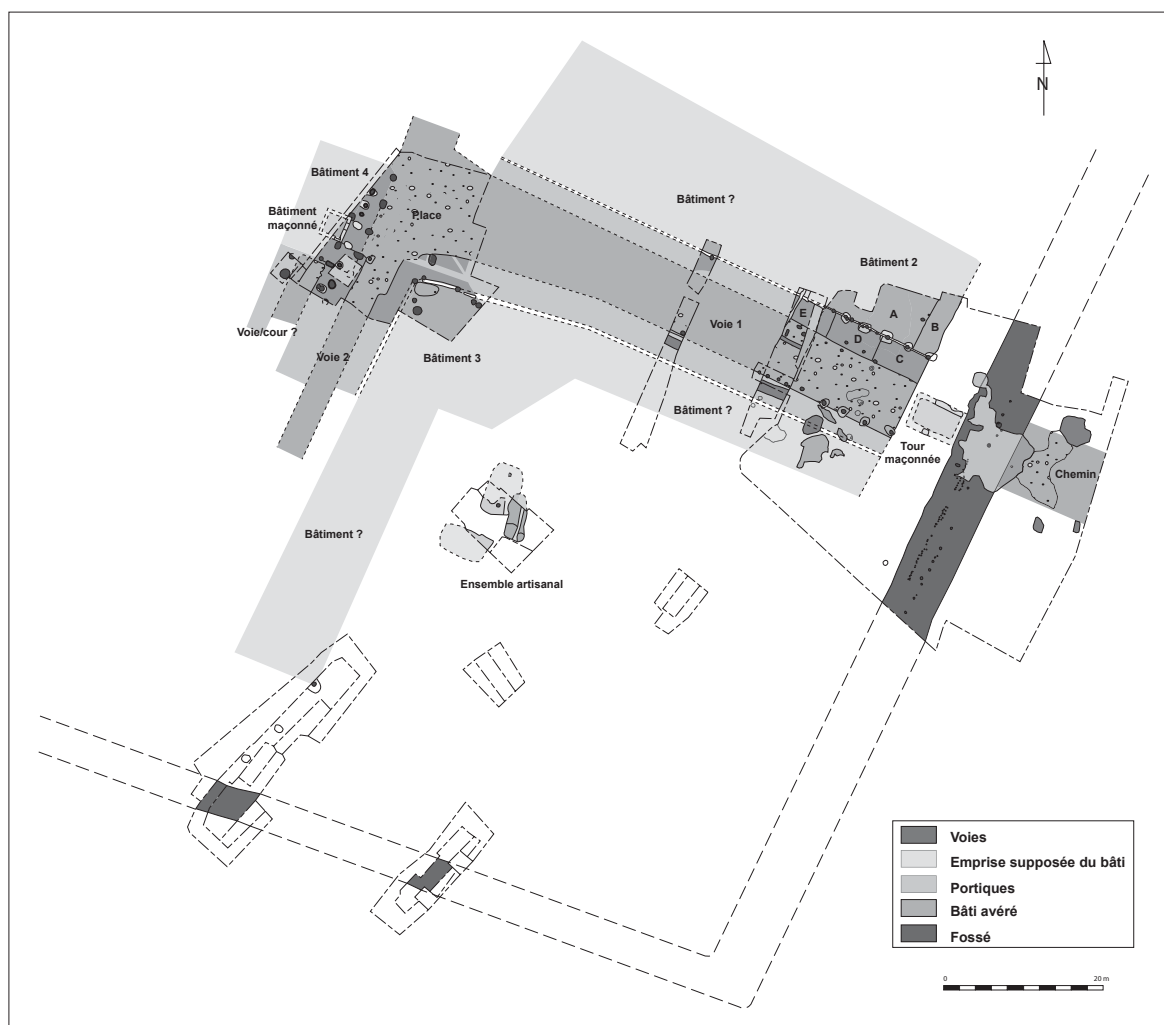 N
Bâtiment 4
Bâtiment
maçonné
Place
Bâtiment ?
Bâtiment 2
A
B
E
D
C
Voie 1
Voie/cour ?
Voie 2
Bâtiment 3
Bâtiment ?
Tour
maçonnée
Chemin
Bâtiment ?
Ensemble artisanal
Voies
Emprise supposée du bâti
Portiques
Bâti avéré
Fossé
0
20 m